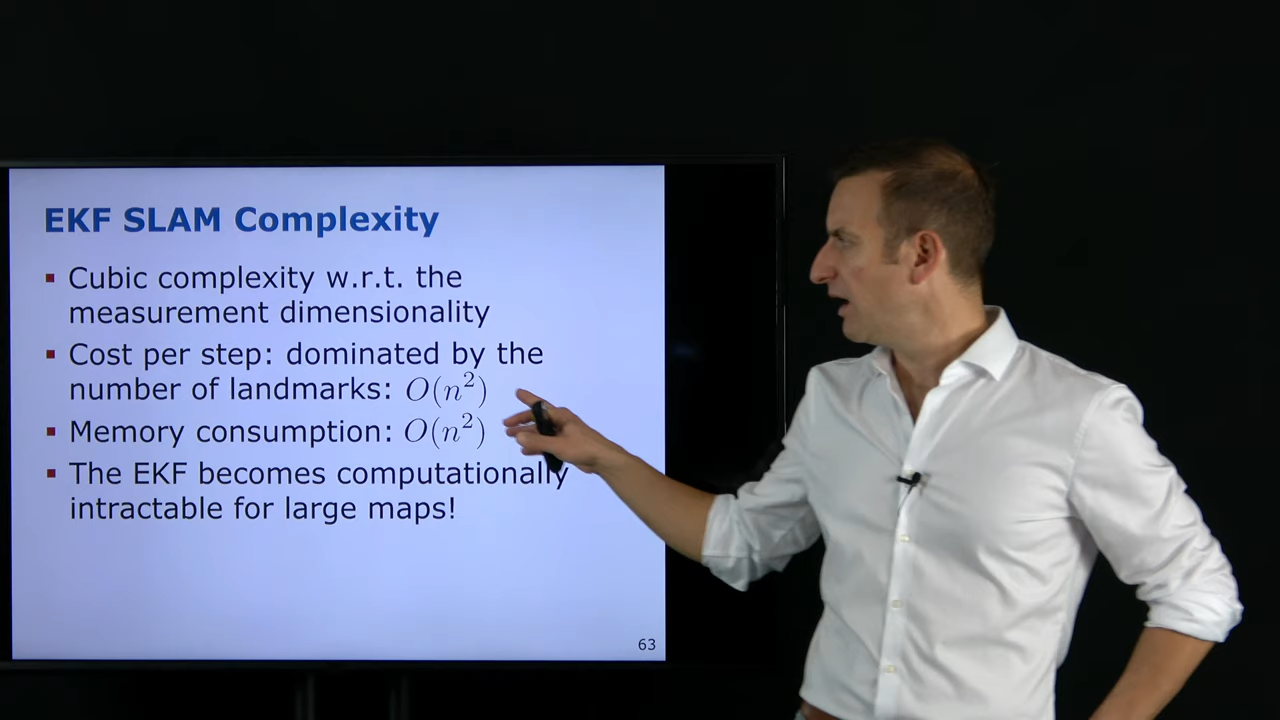 EKF SLAM Complexity
▪ Cubic complexity w.r.t. the
measurement dimensionality
▪ Cost per step: dominated by the
number of landmarks: O(n²)
▪ Memory consumption: O(n²)
▪ The EKF becomes computationally
intractable for large maps!
63